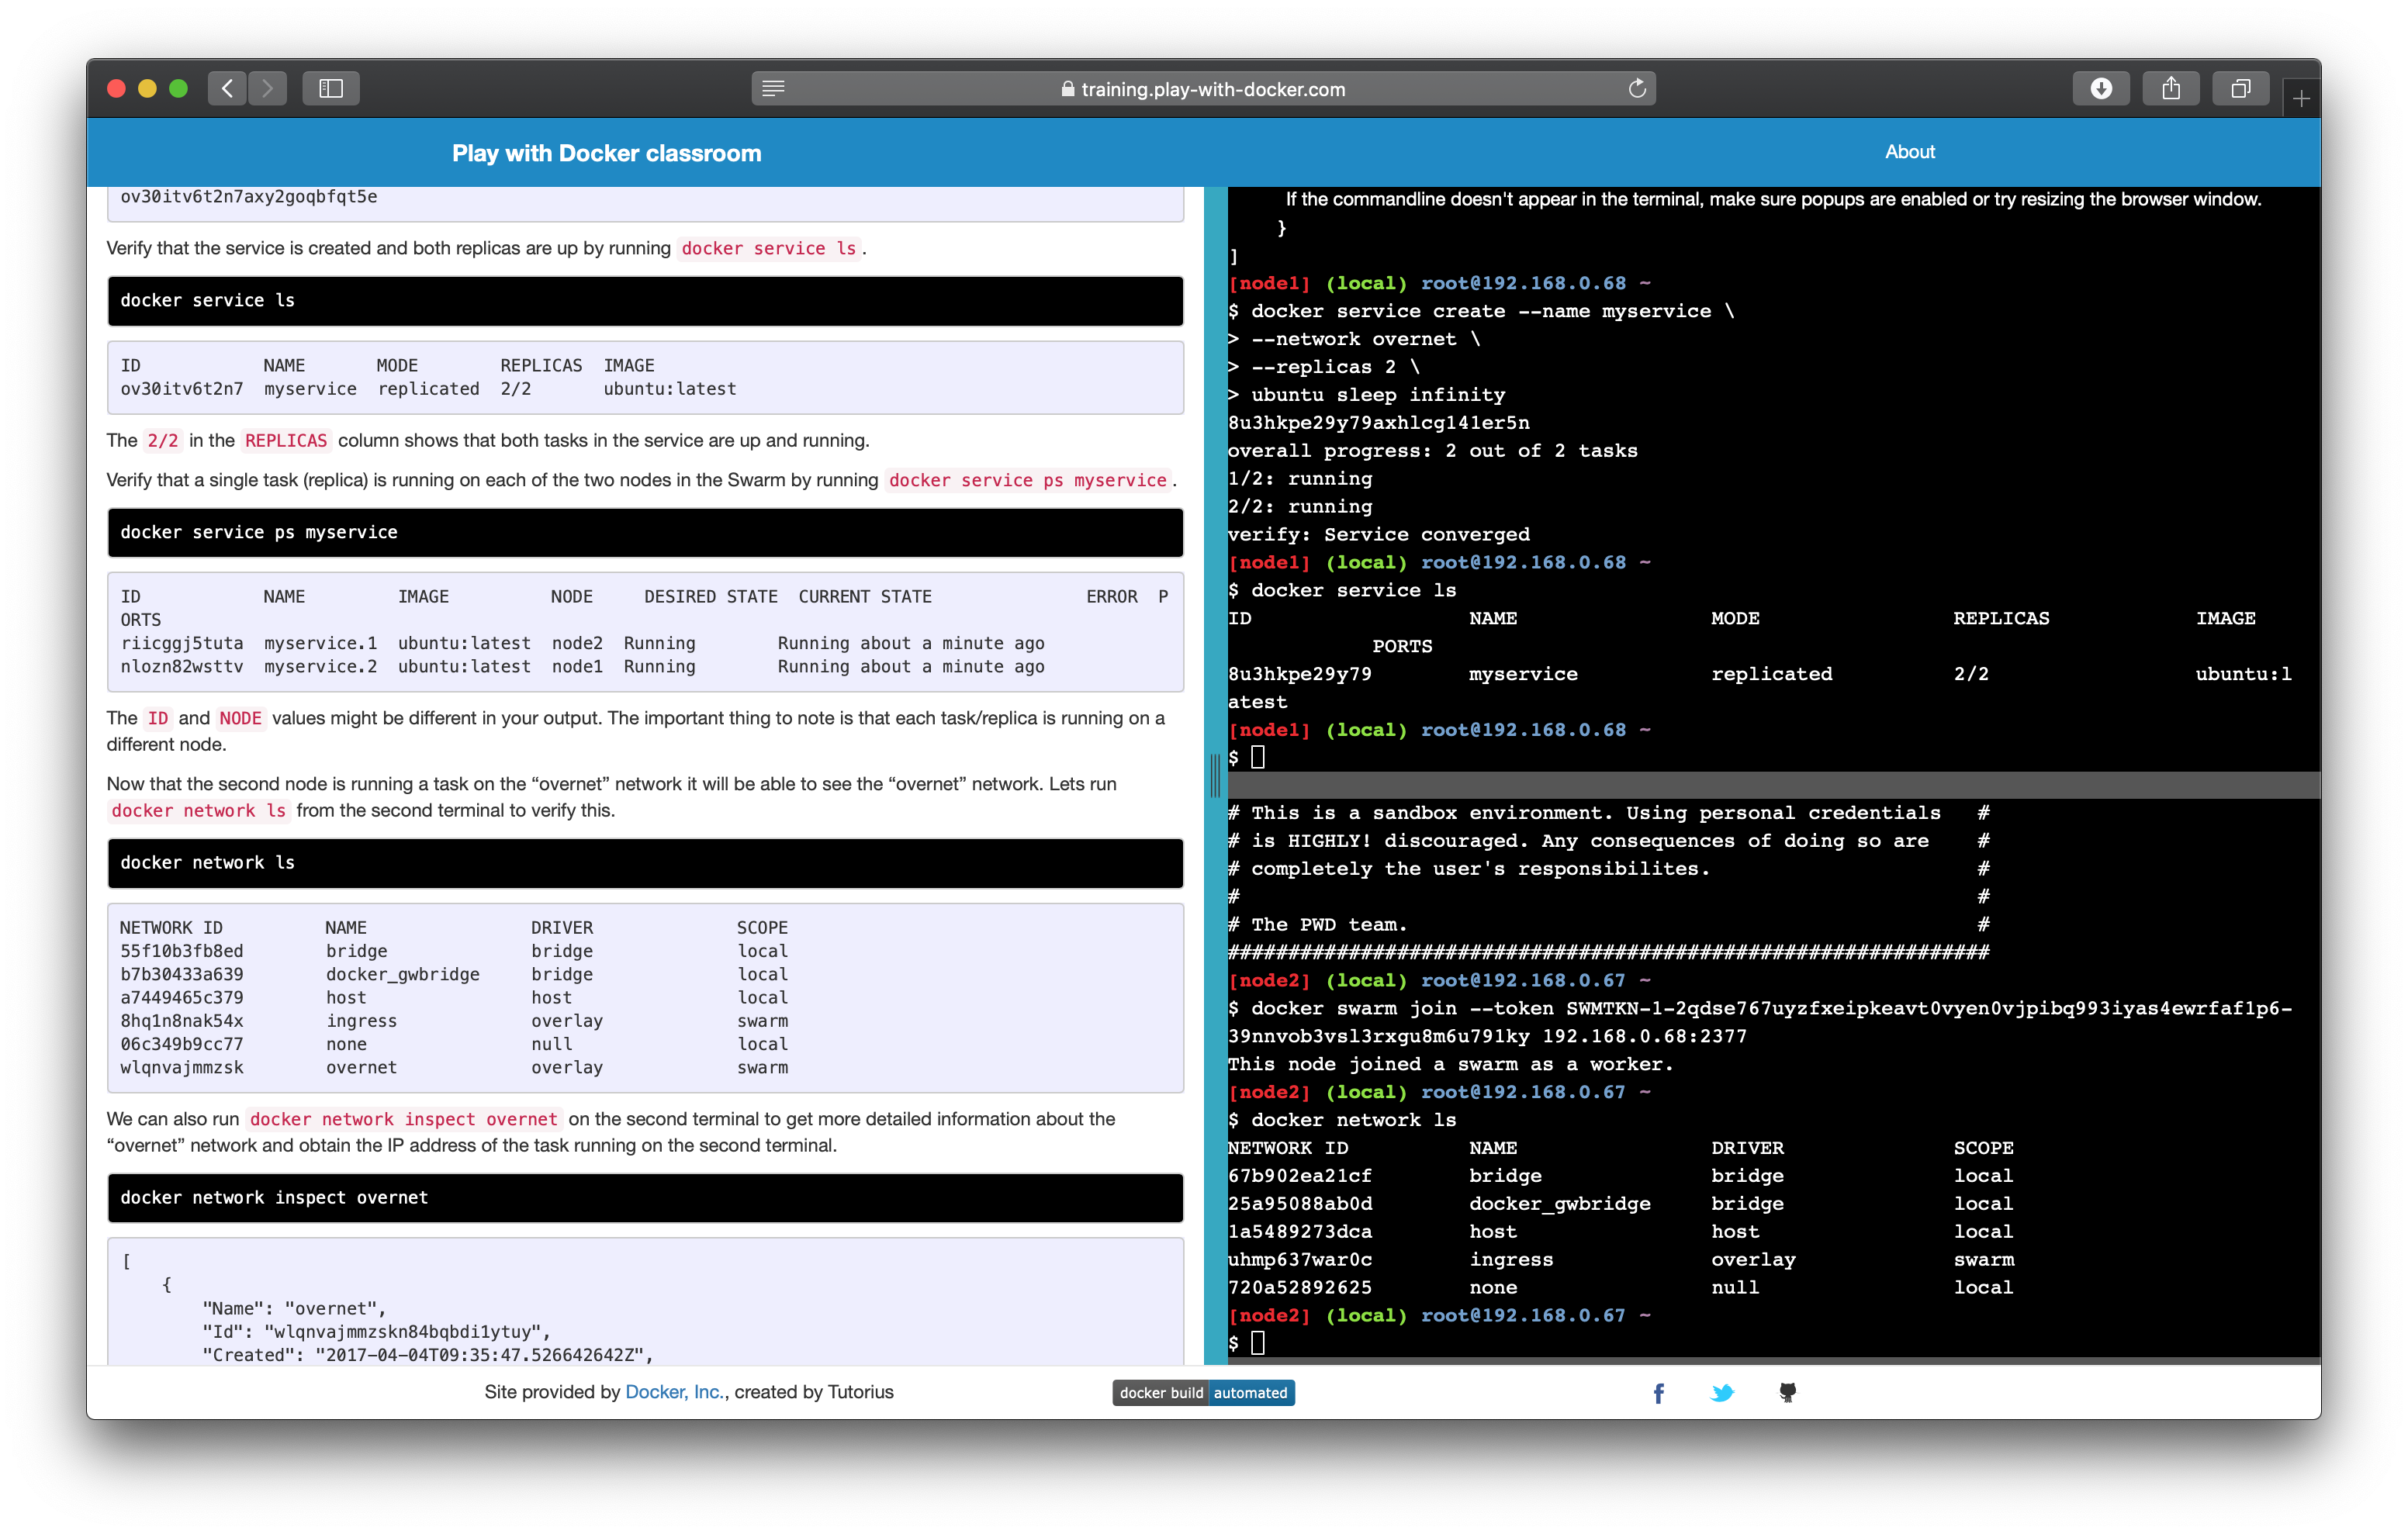 training.play-with-docker.com
Play with Docker classroom
About
ov30itv6t2n7axy2goqbfqt5e
Verify that the service is created and both replicas are up by running docker service ls.
docker service ls
ID            NAME       MODE        REPLICAS  IMAGE
ov30itv6t2n7  myservice  replicated  2/2       ubuntu:latest
The 2/2 in the REPLICAS column shows that both tasks in the service are up and running.
Verify that a single task (replica) is running on each of the two nodes in the Swarm by running docker service ps myservice.
docker service ps myservice
ID            NAME         IMAGE          NODE     DESIRED STATE  CURRENT STATE               ERROR  P
ORTS
riicggj5tuta  myservice.1  ubuntu:latest  node2  Running        Running about a minute ago
nlozn82wsttv  myservice.2  ubuntu:latest  node1  Running        Running about a minute ago
The ID and NODE values might be different in your output. The important thing to note is that each task/replica is running on a
different node.
Now that the second node is running a task on the “overnet” network it will be able to see the “overnet” network. Lets run
docker network ls from the second terminal to verify this.
docker network ls
NETWORK ID          NAME                DRIVER              SCOPE
55f10b3fb8ed        bridge              bridge              local
b7b30433a639        docker_gwbridge     bridge              local
a7449465c379        host                host                local
8hq1n8nak54x        ingress             overlay             swarm
06c349b9cc77        none                null                local
wlqnvajmmzsk        overnet             overlay             swarm
We can also run docker network inspect overnet on the second terminal to get more detailed information about the
“overnet” network and obtain the IP address of the task running on the second terminal.
docker network inspect overnet
[
    {
        "Name": "overnet",
        "Id": "wlqnvajmmzskn84bqbdi1ytuy",
        "Created": "2017-04-04T09:35:47.526642642Z",
If the commandline doesn't appear in the terminal, make sure popups are enabled or try resizing the browser window.
}
]
[node1] (local) root@192.168.0.68 ~
$ docker service create --name myservice \
> --network overnet \
> --replicas 2 \
> ubuntu sleep infinity
8u3hkpe29y79axhlcg141er5n
overall progress: 2 out of 2 tasks
1/2: running
2/2: running
verify: Service converged
[node1] (local) root@192.168.0.68 ~
$ docker service ls
ID                  NAME                MODE                REPLICAS            IMAGE
            PORTS
8u3hkpe29y79        myservice           replicated          2/2                 ubuntu:l
atest
[node1] (local) root@192.168.0.68 ~
$
# This is a sandbox environment. Using personal credentials   #
# is HIGHLY! discouraged. Any consequences of doing so are    #
# completely the user's responsibilites.                      #
#                                                             #
# The PWD team.                                               #
###############################################################
[node2] (local) root@192.168.0.67 ~
$ docker swarm join --token SWMTKN-1-2qdse767uyzfxeipkeavt0vyen0vjpibq993iyas4ewrfaf1p6-
39nnvob3vsl3rxgu8m6u79lky 192.168.0.68:2377
This node joined a swarm as a worker.
[node2] (local) root@192.168.0.67 ~
$ docker network ls
NETWORK ID          NAME                DRIVER              SCOPE
67b902ea21cf        bridge              bridge              local
25a95088ab0d        docker_gwbridge     bridge              local
1a5489273dca        host                host                local
uhmp637war0c        ingress             overlay             swarm
720a52892625        none                null                local
[node2] (local) root@192.168.0.67 ~
$
Site provided by Docker, Inc., created by Tutorius
docker build automated